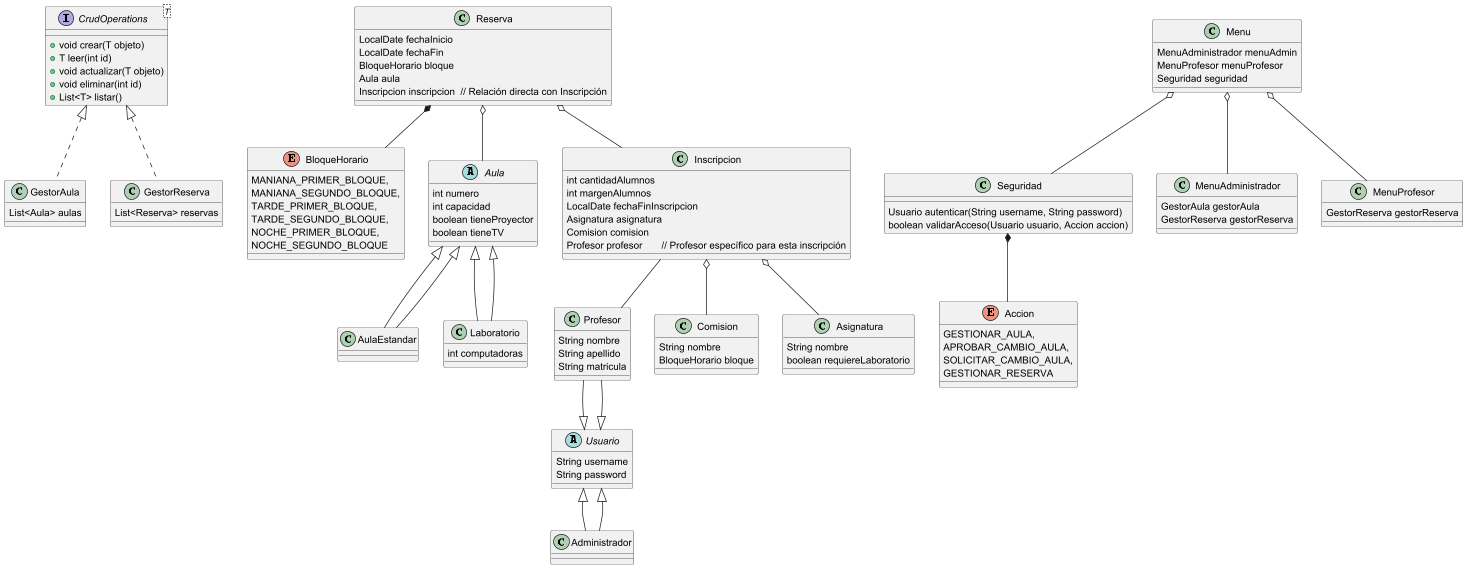 I CrudOperations T
void crear(T objeto)
T leer(int id)
void actualizar(T objeto)
void eliminar(int id)
List<T> listar()
C GestorAula
List<Aula> aulas
C GestorReserva
List<Reserva> reservas
C Reserva
LocalDate fechaInicio
LocalDate fechaFin
BloqueHorario bloque
Aula aula
Inscripcion inscripcion // Relación directa con Inscripción
E BloqueHorario
MANIANA_PRIMER_BLOQUE,
MANIANA_SEGUNDO_BLOQUE,
TARDE_PRIMER_BLOQUE,
TARDE_SEGUNDO_BLOQUE,
NOCHE_PRIMER_BLOQUE,
NOCHE_SEGUNDO_BLOQUE
A Aula
int numero
int capacidad
boolean tieneProyector
boolean tieneTV
C Inscripcion
int cantidadAlumnos
int margenAlumnos
LocalDate fechaFinInscripcion
Asignatura asignatura
Comision comision
Profesor profesor // Profesor específico para esta inscripción
C AulaEstandar
C Laboratorio
int computadoras
C Profesor
String nombre
String apellido
String matricula
C Comision
String nombre
BloqueHorario bloque
C Asignatura
String nombre
boolean requiereLaboratorio
A Usuario
String username
String password
C Administrador
C Menu
MenuAdministrador menuAdmin
MenuProfesor menuProfesor
Seguridad seguridad
C Seguridad
Usuario autenticar(String username, String password)
boolean validarAcceso(Usuario usuario, Accion accion)
C MenuAdministrador
GestorAula gestorAula
GestorReserva gestorReserva
C MenuProfesor
GestorReserva gestorReserva
E Accion
GESTIONAR_AULA,
APROBAR_CAMBIO_AULA,
SOLICITAR_CAMBIO_AULA,
GESTIONAR_RESERVA